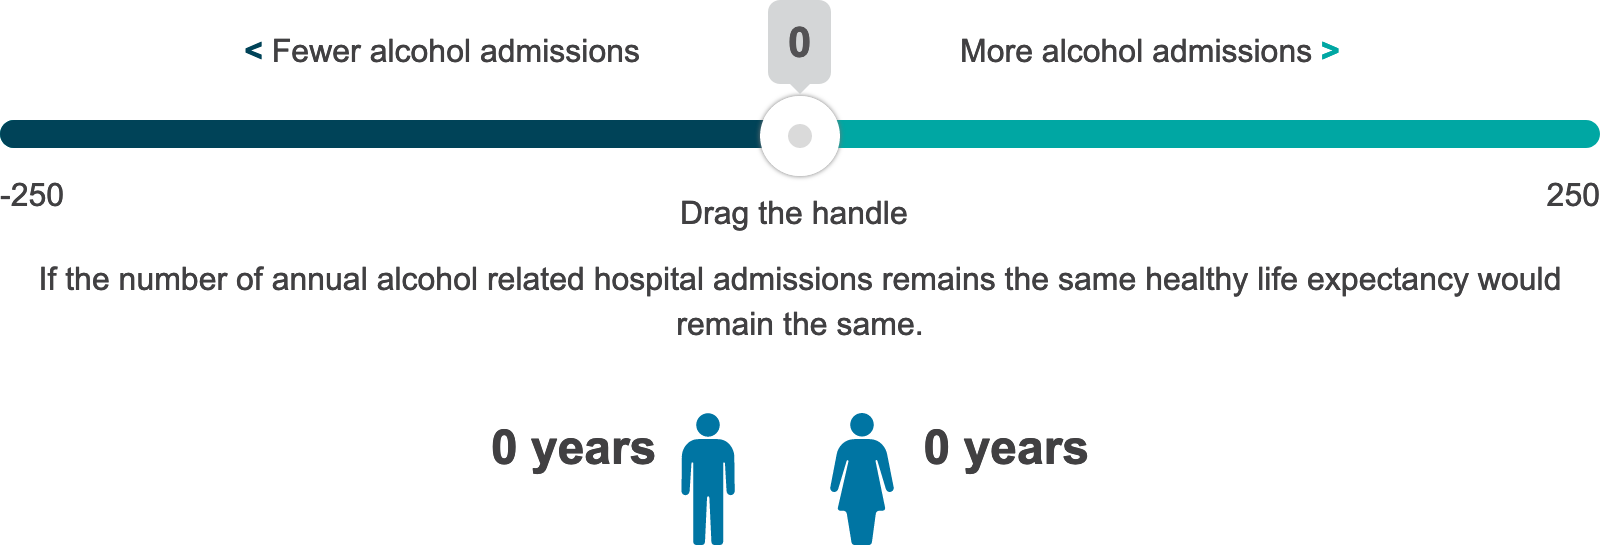 < Fewer alcohol admissions
0
More alcohol admissions >
-250
250
Drag the handle
If the number of annual alcohol related hospital admissions remains the same healthy life expectancy would
remain the same.
0 years
0 years